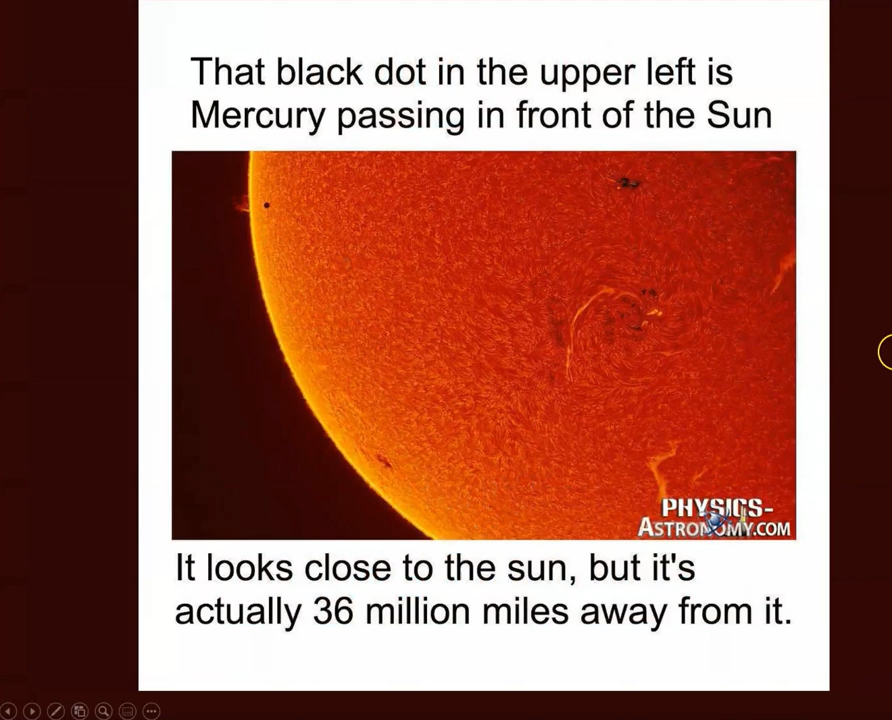 That black dot in the upper left is
Mercury passing in front of the Sun
PHYSICS-
ASTRONOMY.COM
It looks close to the sun, but it's
actually 36 million miles away from it.